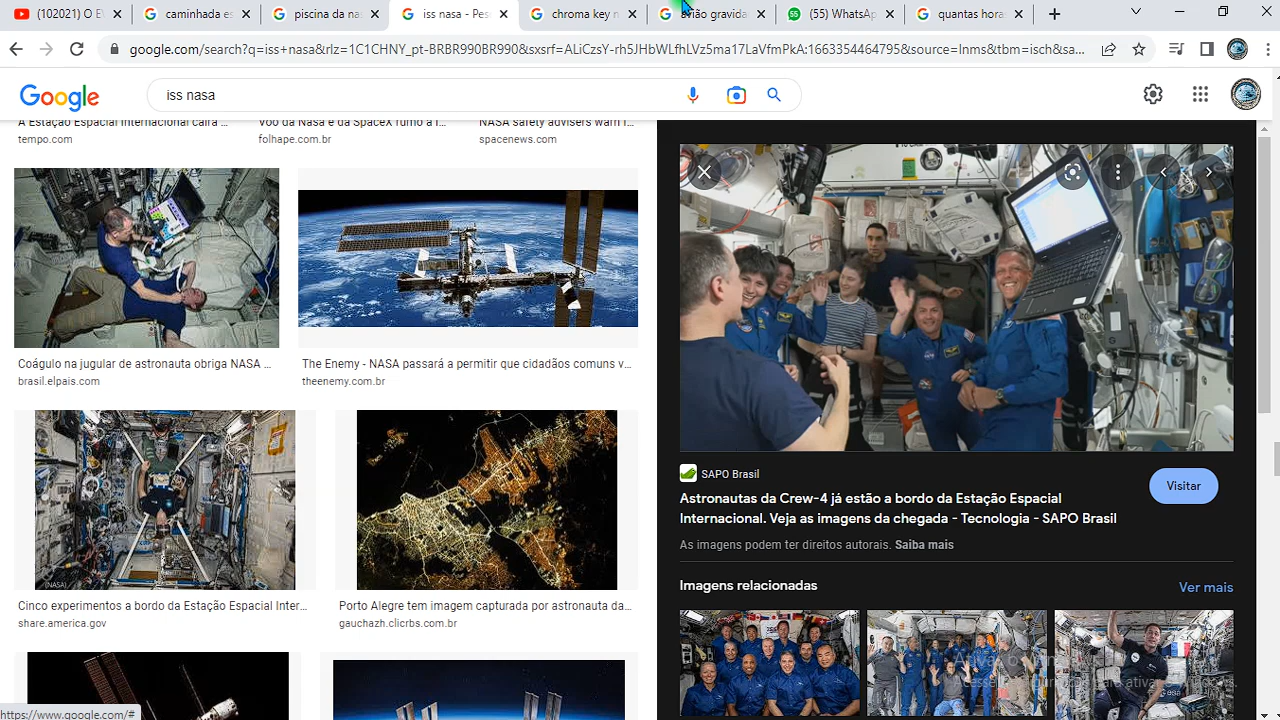 (102021) O E
caminhada es
piscina da n
iss nasa - Pes
chroma key n
avião gravida
(55) WhatsAp
quantas hora
google.com/search?q=iss+nasa&rlz=1C1CHNY_pt-BRBR990BR990&sxsrf=ALiCzsY-rh5JHbWLfhLVz5ma17LaVfmPkA:1663354464795&source=lnms&tbm=isch&sa...
Google
iss nasa
A Estação Espacial Internacional cairá ...
tempo.com
Voo da Nasa e da SpaceX rumo à I...
folhape.com.br
NASA safety advisers warn I...
spacenews.com
Coágulo na jugular de astronauta obriga NASA ...
brasil.elpais.com
The Enemy - NASA passará a permitir que cidadãos comuns v...
theenemy.com.br
(NASA)
Cinco experimentos a bordo da Estação Espacial Inter...
share.america.gov
Porto Alegre tem imagem capturada por astronauta da...
gauchazh.clicrbs.com.br
https://www.google.com/#
SAPO Brasil
Visitar
Astronautas da Crew-4 já estão a bordo da Estação Espacial
Internacional. Veja as imagens da chegada - Tecnologia - SAPO Brasil
As imagens podem ter direitos autorais. Saiba mais
Imagens relacionadas
Ver mais